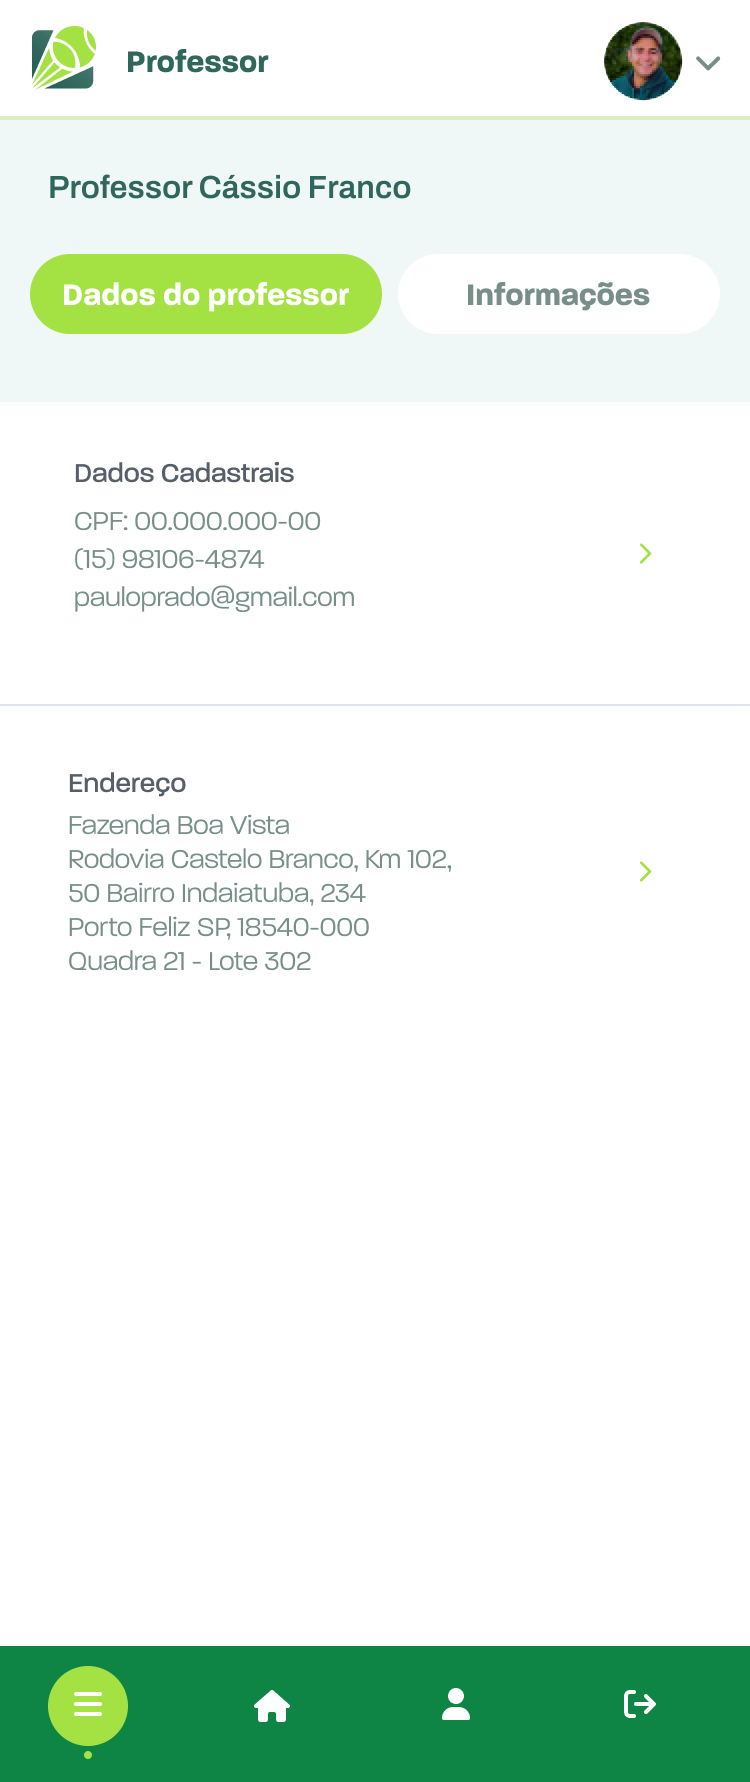 Professor
Professor Cássio Franco
Dados do professor
Informações
Dados Cadastrais
CPF: 00.000.000-00
(15) 98106-4874
pauloprado@gmail.com
Endereço
Fazenda Boa Vista
Rodovia Castelo Branco, Km 102,
50 Bairro Indaiatuba, 234
Porto Feliz SP, 18540-000
Quadra 21 - Lote 302